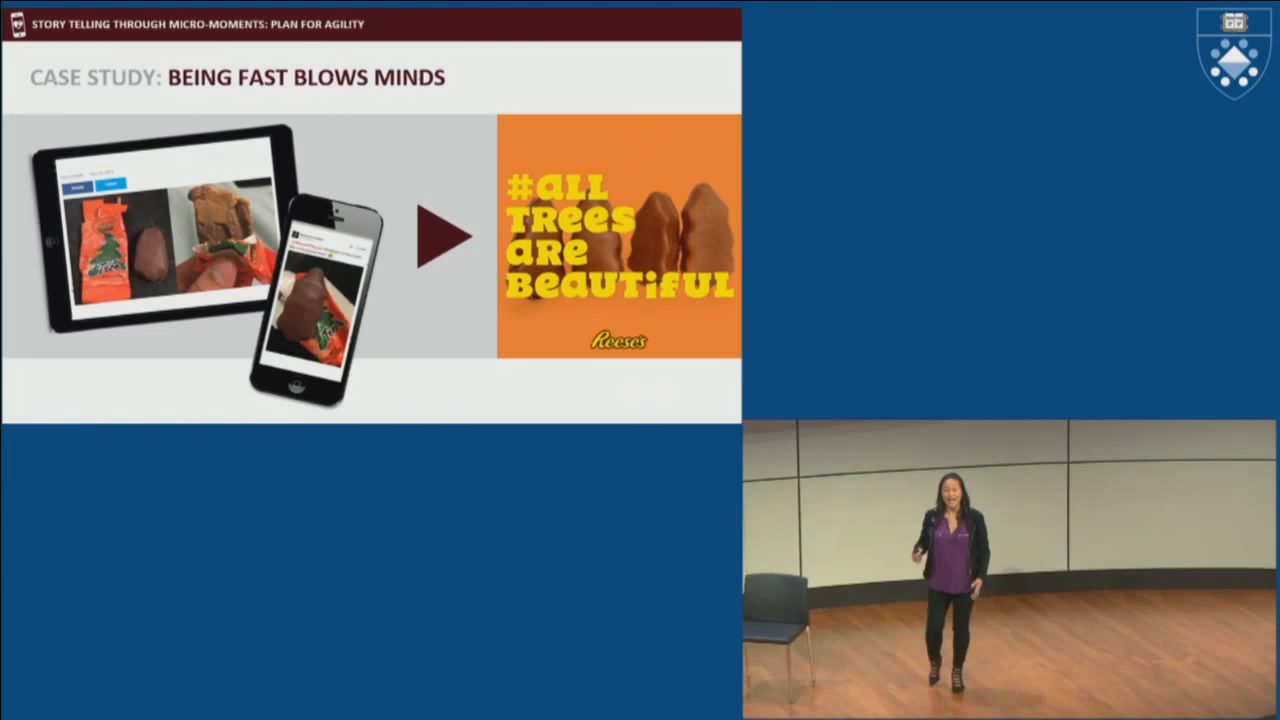 STORY TELLING THROUGH MICRO-MOMENTS: PLAN FOR AGILITY
CASE STUDY: BEING FAST BLOWS MINDS
#ALL
TREES
ARE
BEAUTIFUL
Reese's